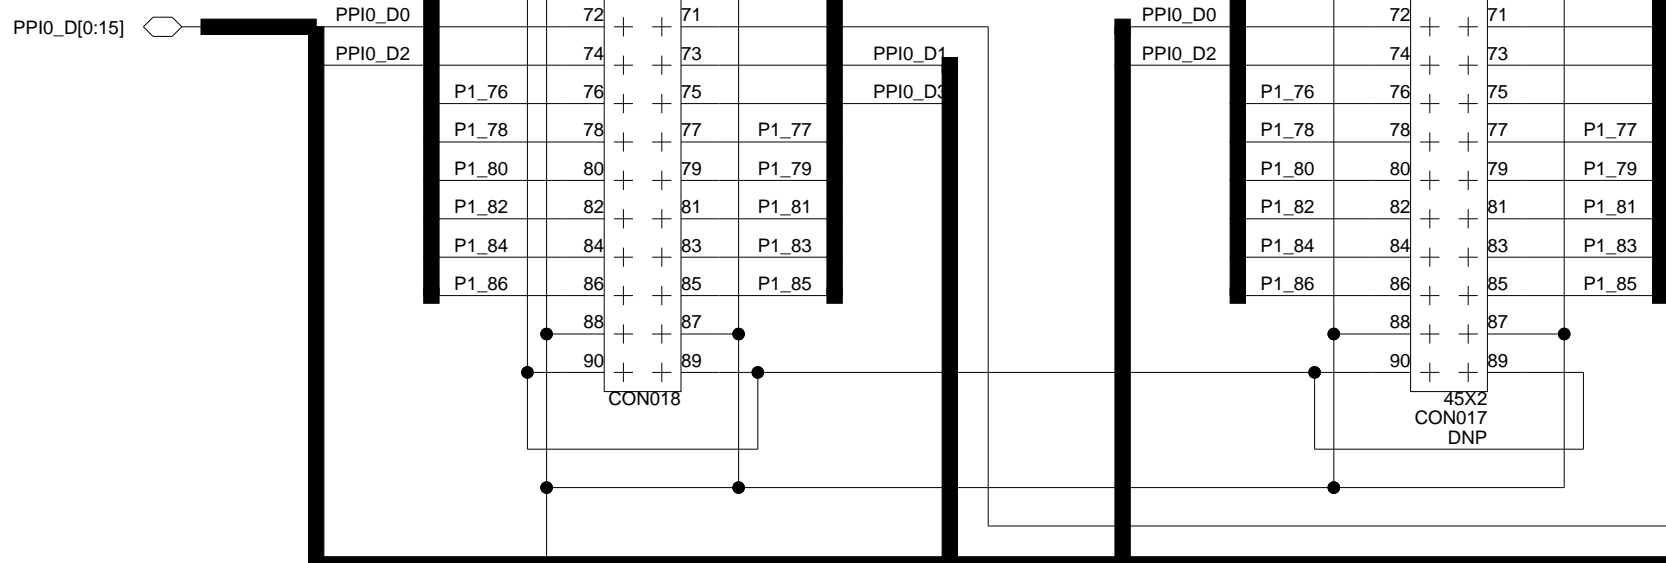 PPI0_D0 72 71 PPI0_D0 72 71
PPI0_D[0:15]
PPI0_D2 74 73 PPI0_D1 PPI0_D2 74 73
P1_76 76 75 PPI0_D3 P1_76 76 75
P1_78 78 77 P1_77 P1_78 78 77 P1_77
P1_80 80 79 P1_79 P1_80 80 79 P1_79
P1_82 82 81 P1_81 P1_82 82 81 P1_81
P1_84 84 83 P1_83 P1_84 84 83 P1_83
P1_86 86 85 P1_85 P1_86 86 85 P1_85
88 87 88 87
90 89 90 89
CON018 45X2
CON017
DNP